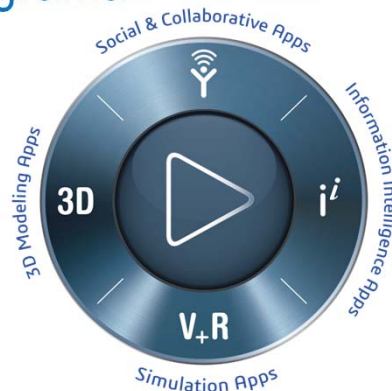 Social & Collaborative Apps
3D Modeling Apps
3D
i i
Information Intelligence Apps
V+R
Simulation Apps